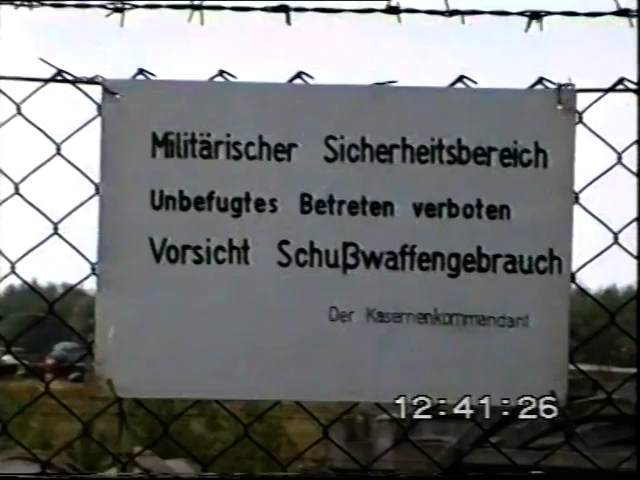 Militärischer Sicherheitsbereich
Unbefugtes Betreten verboten
Vorsicht Schußwaffengebrauch
Der Kasernenkommandant
12:41:26